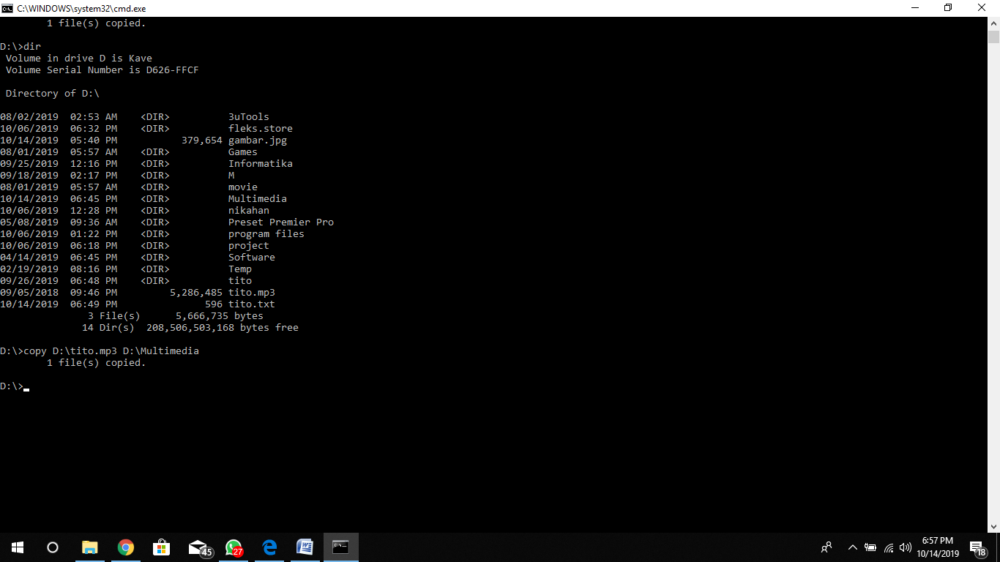 C:\WINDOWS\system32\cmd.exe
        1 file(s) copied.
D:\>dir
 Volume in drive D is Kave
 Volume Serial Number is D626-FFCF
 Directory of D:\
08/02/2019  02:53 AM    <DIR>          3uTools
10/06/2019  06:32 PM    <DIR>          fleks.store
10/14/2019  05:40 PM           379,654 gambar.jpg
08/01/2019  05:57 AM    <DIR>          Games
09/25/2019  12:16 PM    <DIR>          Informatika
09/18/2019  02:17 PM    <DIR>          M
08/01/2019  05:57 AM    <DIR>          movie
10/14/2019  06:45 PM    <DIR>          Multimedia
10/06/2019  12:28 PM    <DIR>          nikahan
05/08/2019  09:36 AM    <DIR>          Preset Premier Pro
10/06/2019  01:22 PM    <DIR>          program files
10/06/2019  06:18 PM    <DIR>          project
04/14/2019  06:45 PM    <DIR>          Software
02/19/2019  08:16 PM    <DIR>          Temp
09/26/2019  06:48 PM    <DIR>          tito
09/05/2018  09:46 PM         5,286,485 tito.mp3
10/14/2019  06:49 PM               596 tito.txt
               3 File(s)      5,666,735 bytes
              14 Dir(s)  208,506,503,168 bytes free
D:\>copy D:\tito.mp3 D:\Multimedia
        1 file(s) copied.
D:\>
45
27
6:57 PM
10/14/2019
18